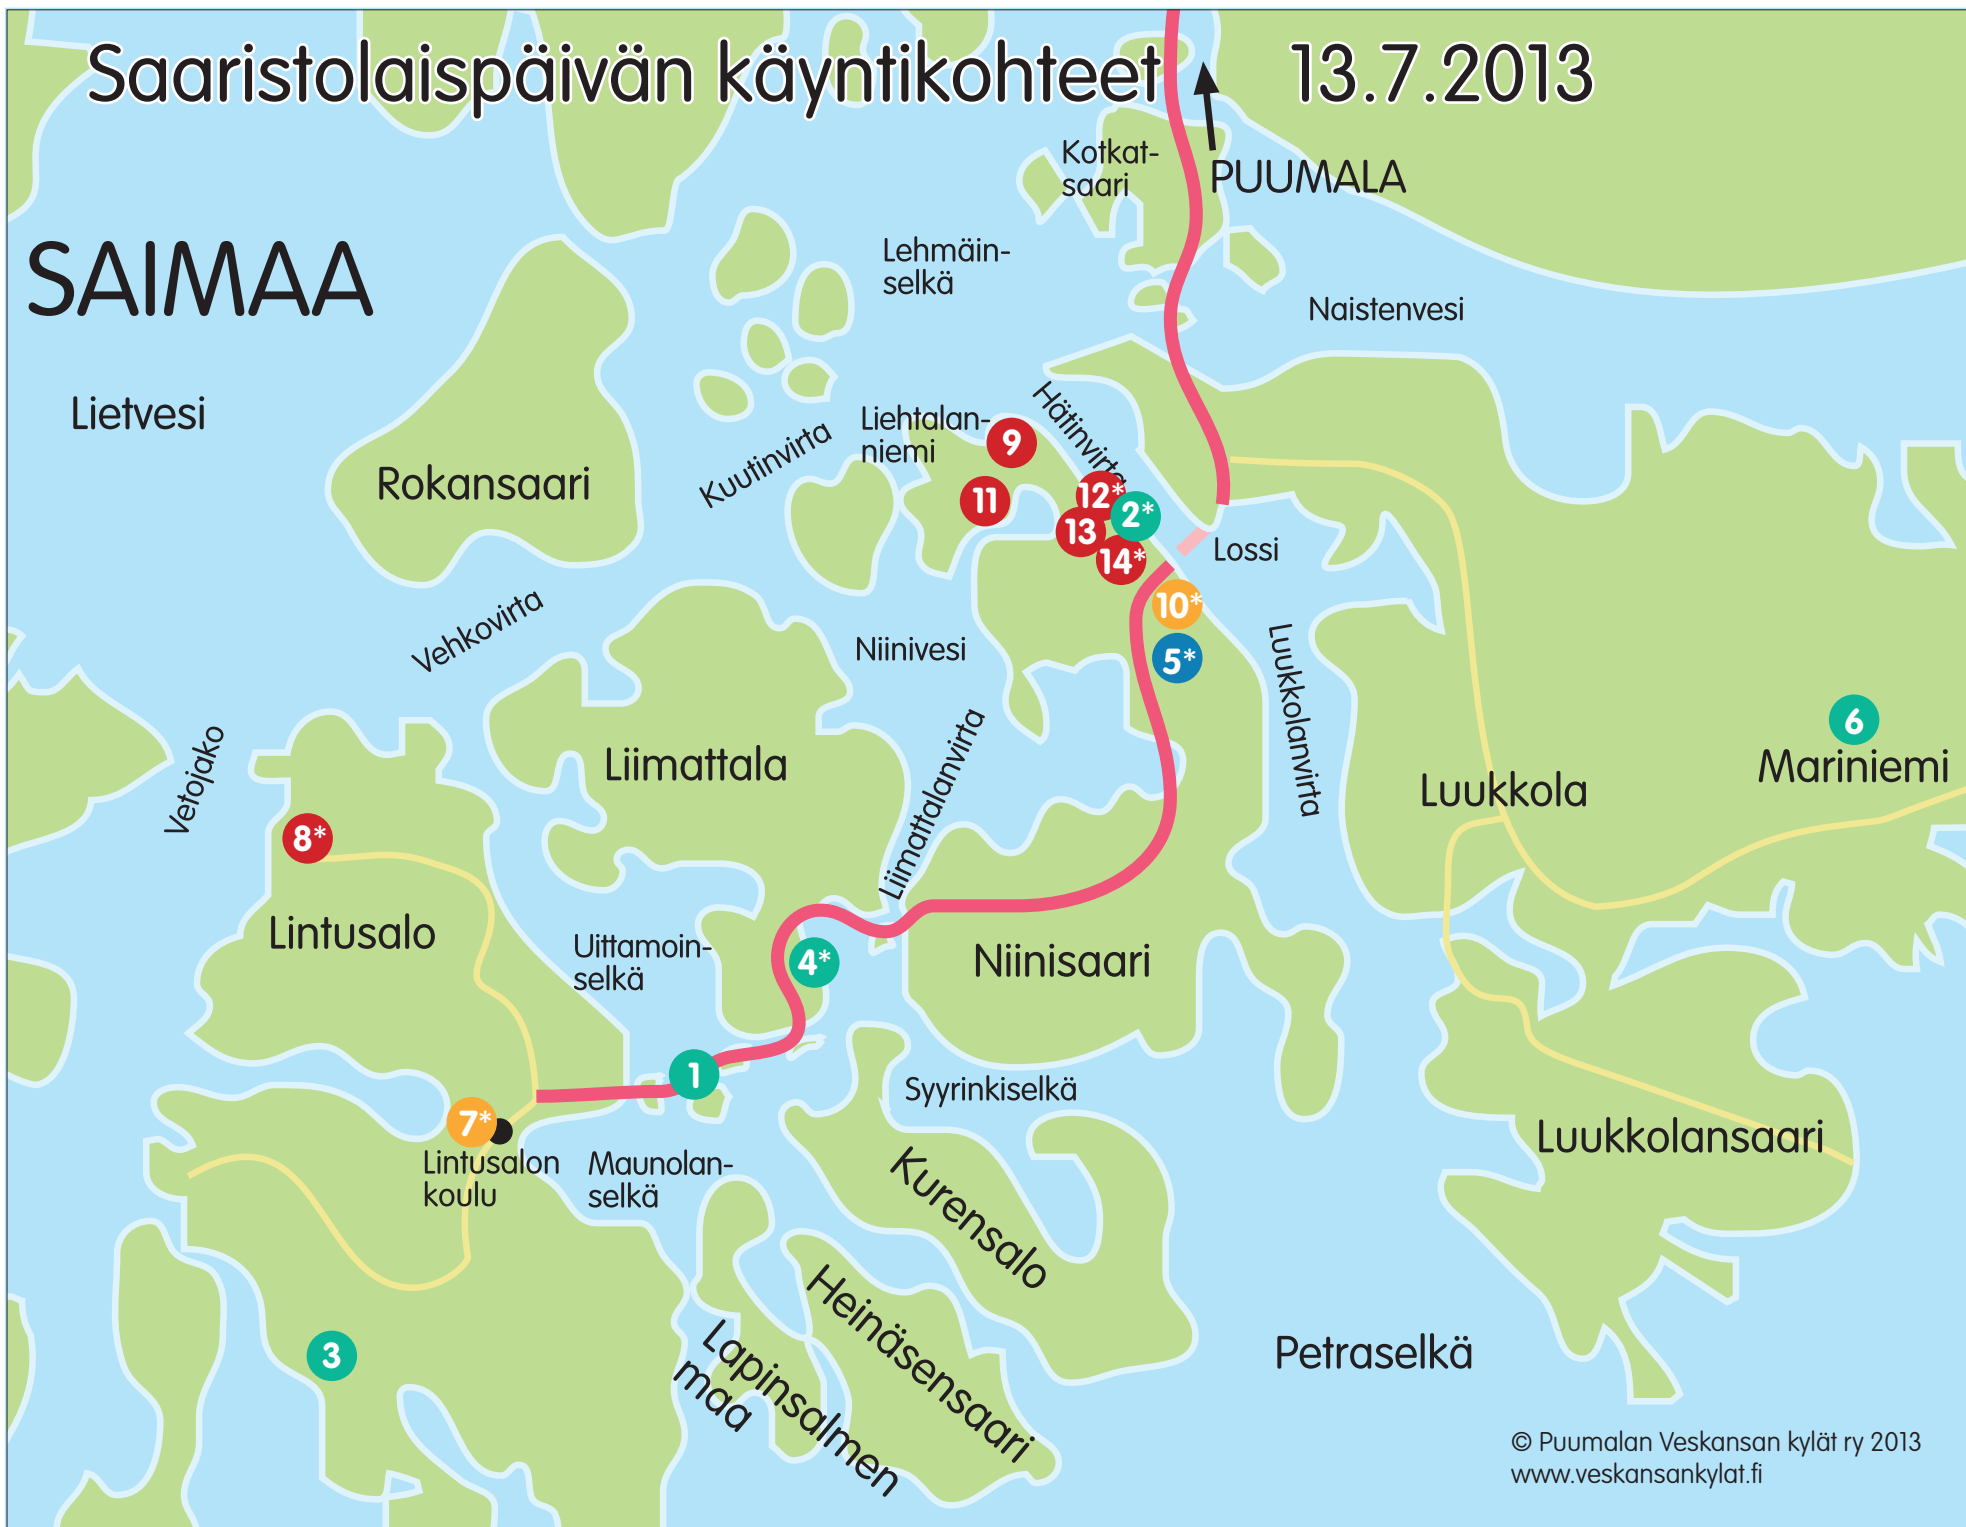 Saaristolaispäivän käyntikohteet 13.7.2013
Kotkat-
saari
PUUMALA
SAIMAA
Lehmäin-
selkä
Naistenvesi
Lietvesi
Rokansaari
Kuutinvirta
Liehtalan-
niemi
Hätinvirta
9
11
12*
2*
13
14*
Lossi
10*
5*
Vehkovirta
Niinivesi
Luukkolanvirta
6
Mariniemi
Vetojako
Liimattala
Liimattalanvirta
Luukkola
8*
Lintusalo
Uittamoin-
selkä
4*
Niinisaari
1
Syyrinkiselkä
7*
Lintusalon
koulu
Maunolan-
selkä
Kurensalo
Luukkolansaari
Heinäsensaari
3
Lapinsalmen
maa
Petraselkä
© Puumalan Veskansan kylät ry 2013
www.veskansankylat.fi